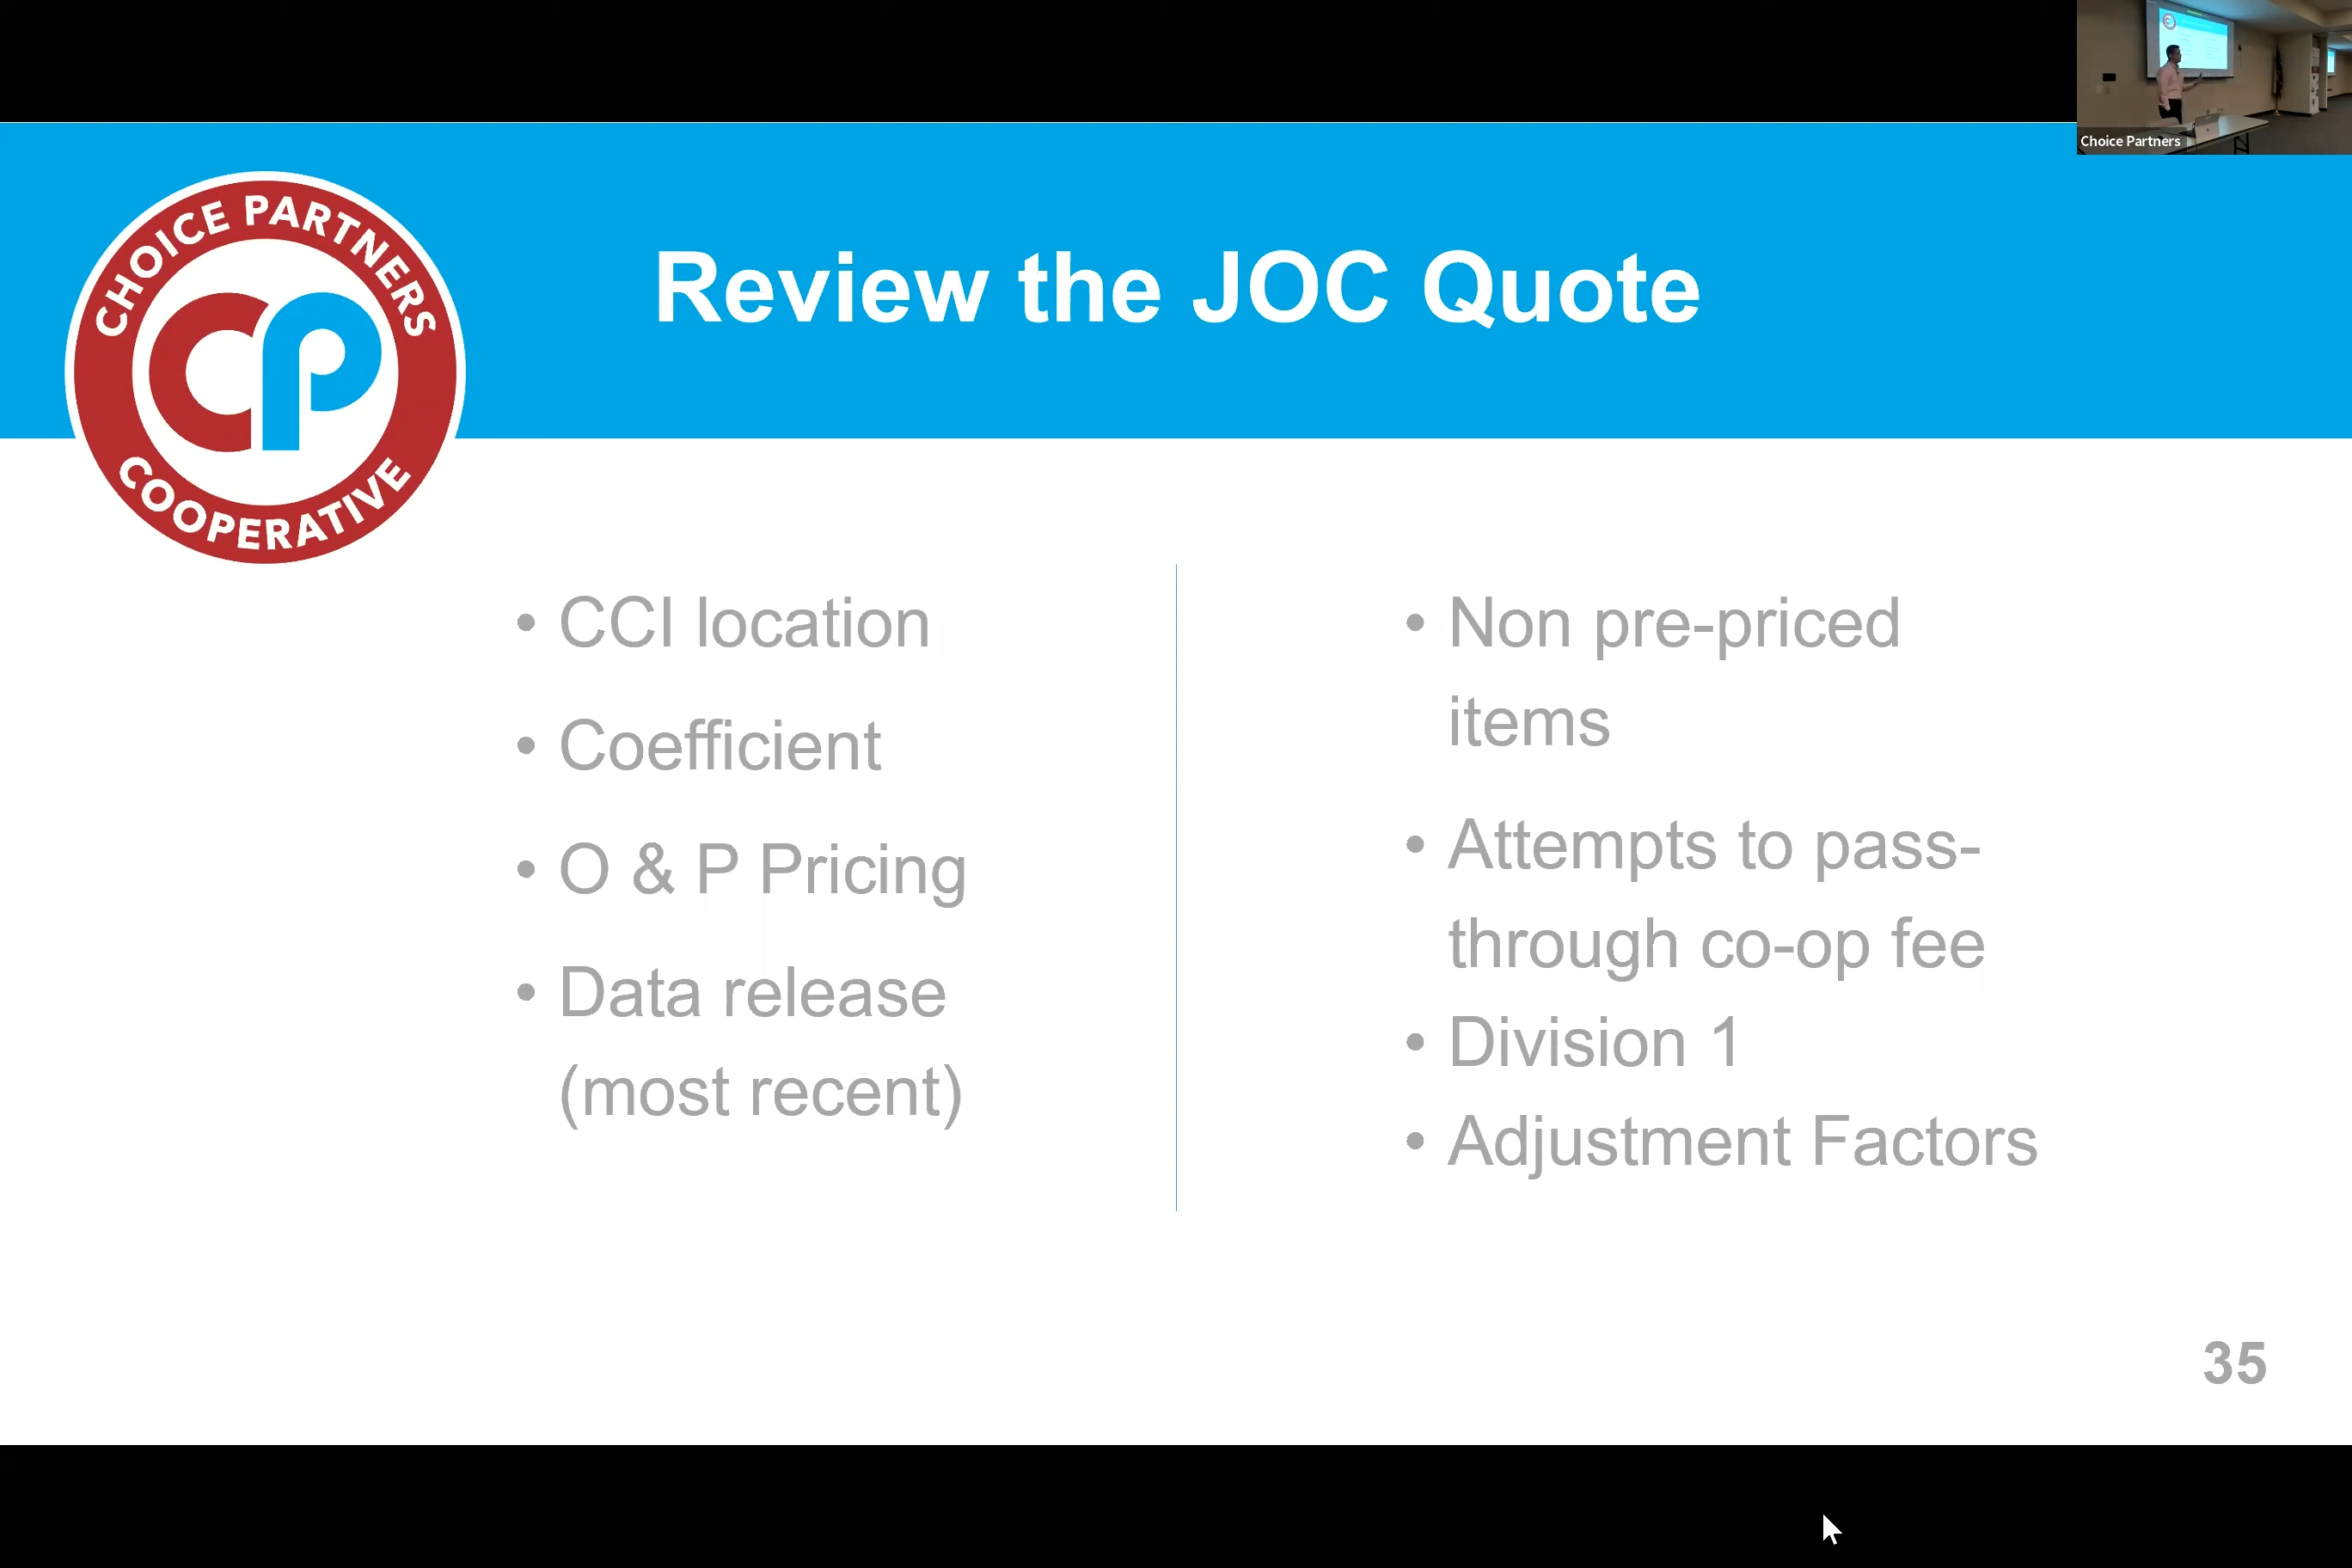 Choice Partners
CHOICE PARTNERS
CP
COOPERATIVE
Review the JOC Quote
• CCI location
• Coefficient
• O & P Pricing
• Data release
(most recent)
• Non pre-priced
items
• Attempts to pass-
through co-op fee
• Division 1
• Adjustment Factors
35